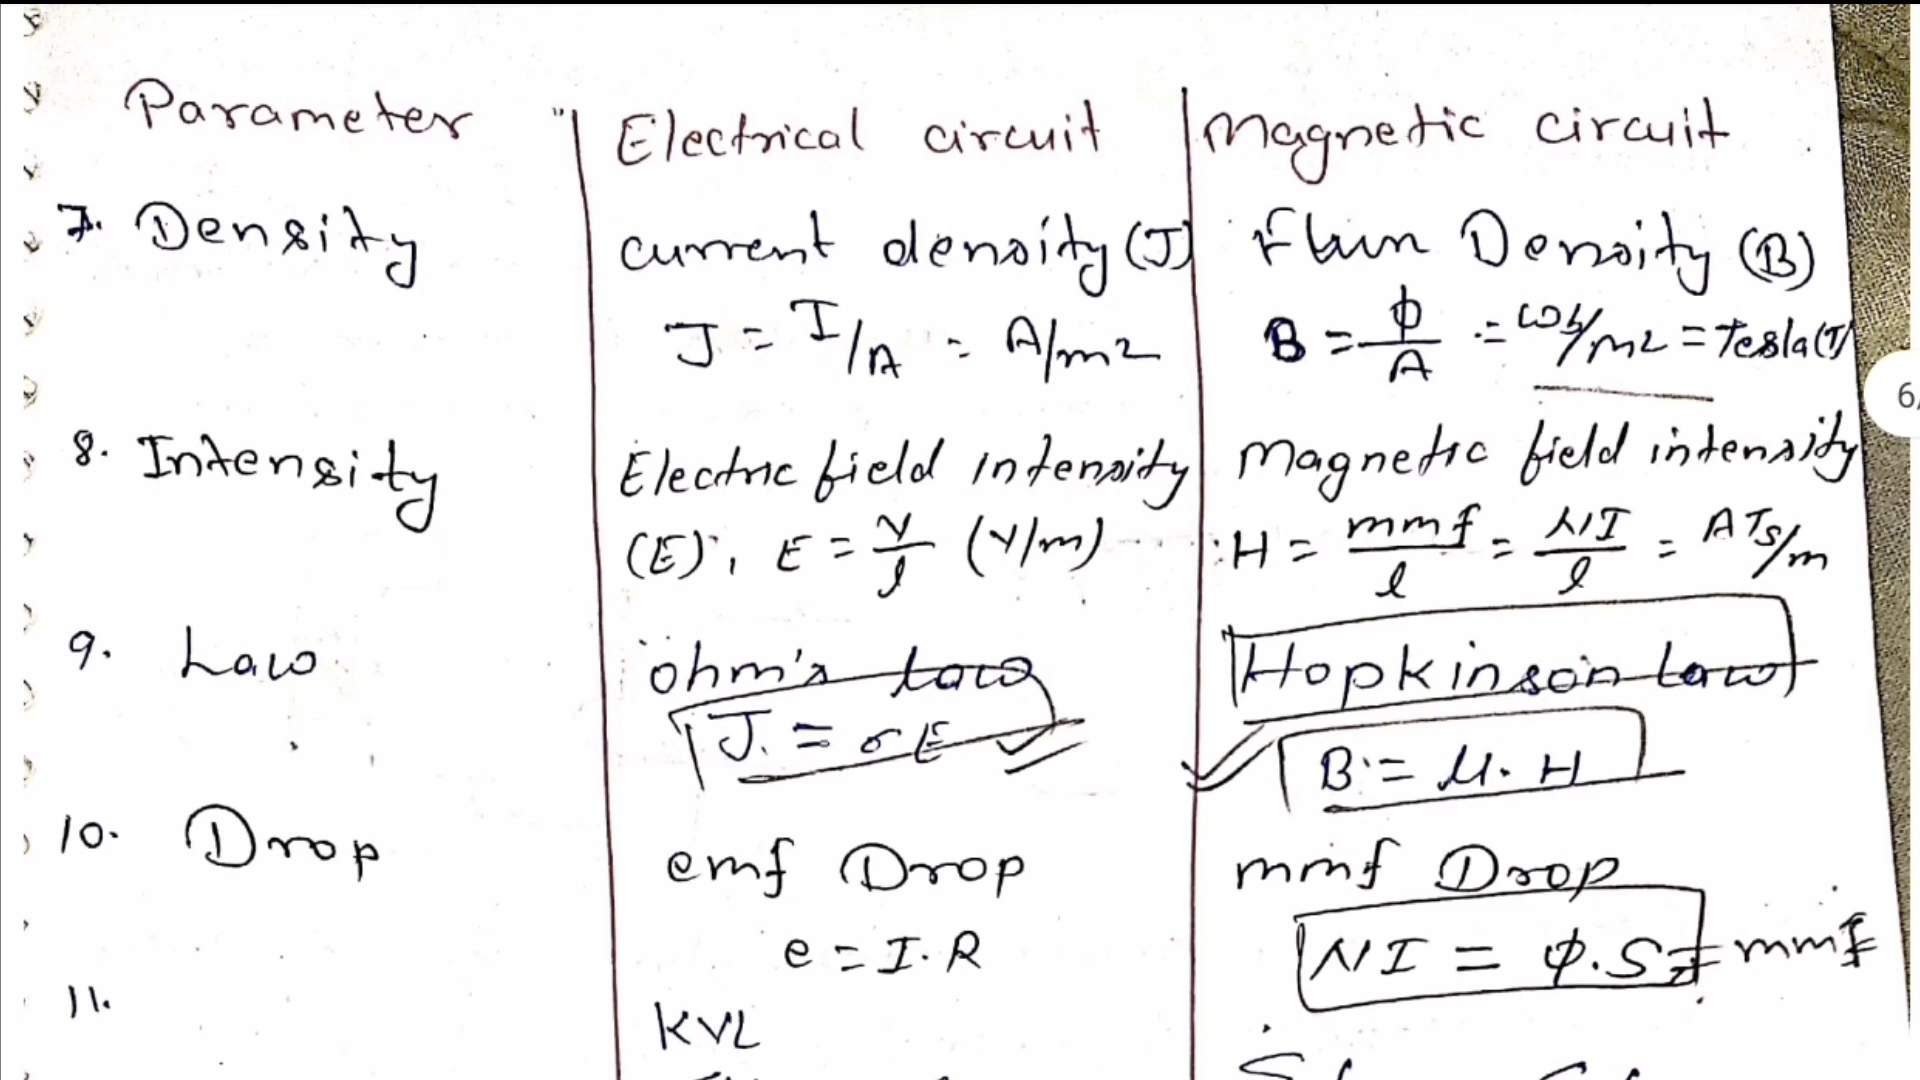 Parameter Electrical circuit Magnetic circuit
7. Density current density (J) Flux Density (B)
J = I/A = A/m2 B = ϕ/A = wb/m2 = Tesla(T)
8. Intensity Electric field intensity Magnetic field intensity
(E), E = V/l (V/m) H = mmf/l = NI/l = ATs/m
9. Law ohm's Law Hopkinson Law
J = σE B = μ. H
10. Drop emf Drop mmf Drop
e = I.R NI = ϕ.S = mmf
11.
KVL
6